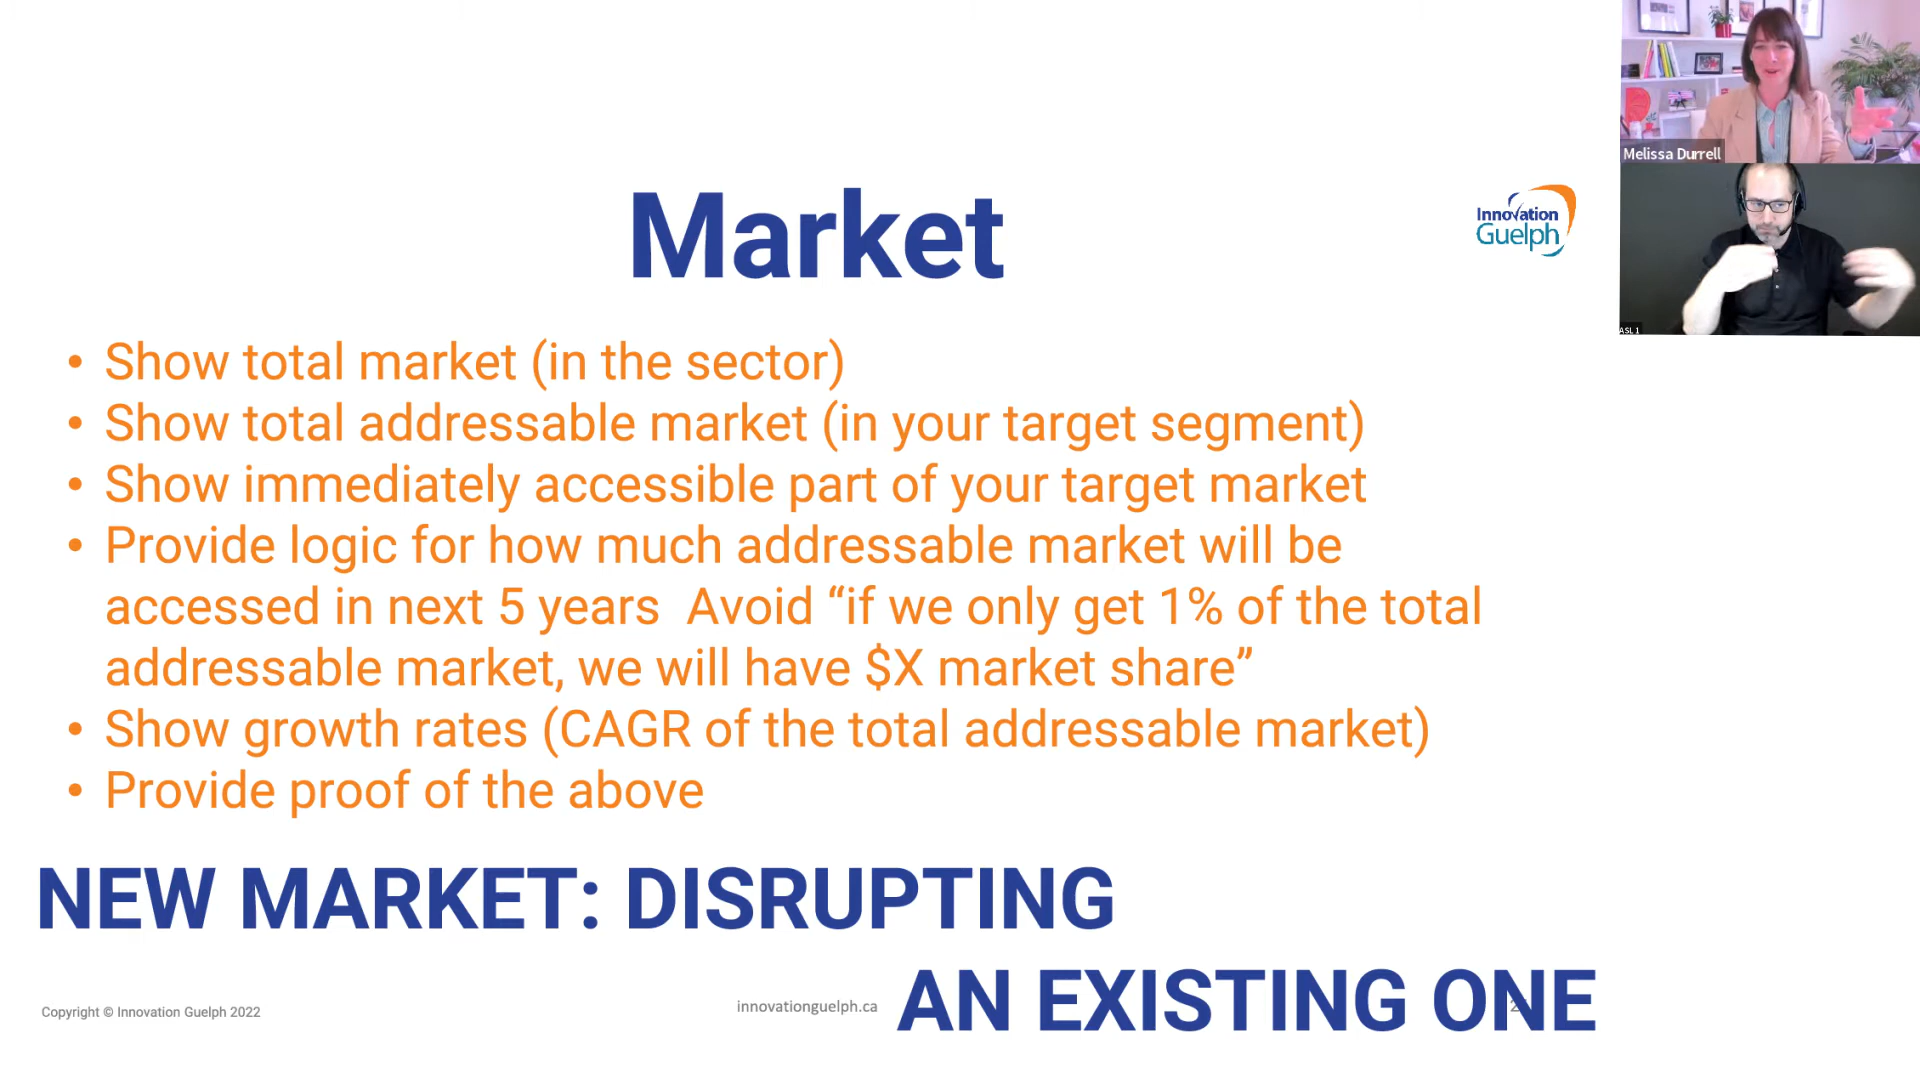 Melissa Durrell
Innovation
Guelph
ASL 1
Market
• Show total market (in the sector)
• Show total addressable market (in your target segment)
• Show immediately accessible part of your target market
• Provide logic for how much addressable market will be
accessed in next 5 years  Avoid “if we only get 1% of the total
addressable market, we will have $X market share”
• Show growth rates (CAGR of the total addressable market)
• Provide proof of the above
NEW MARKET: DISRUPTING
AN EXISTING ONE
Copyright © Innovation Guelph 2022
innovationguelph.ca